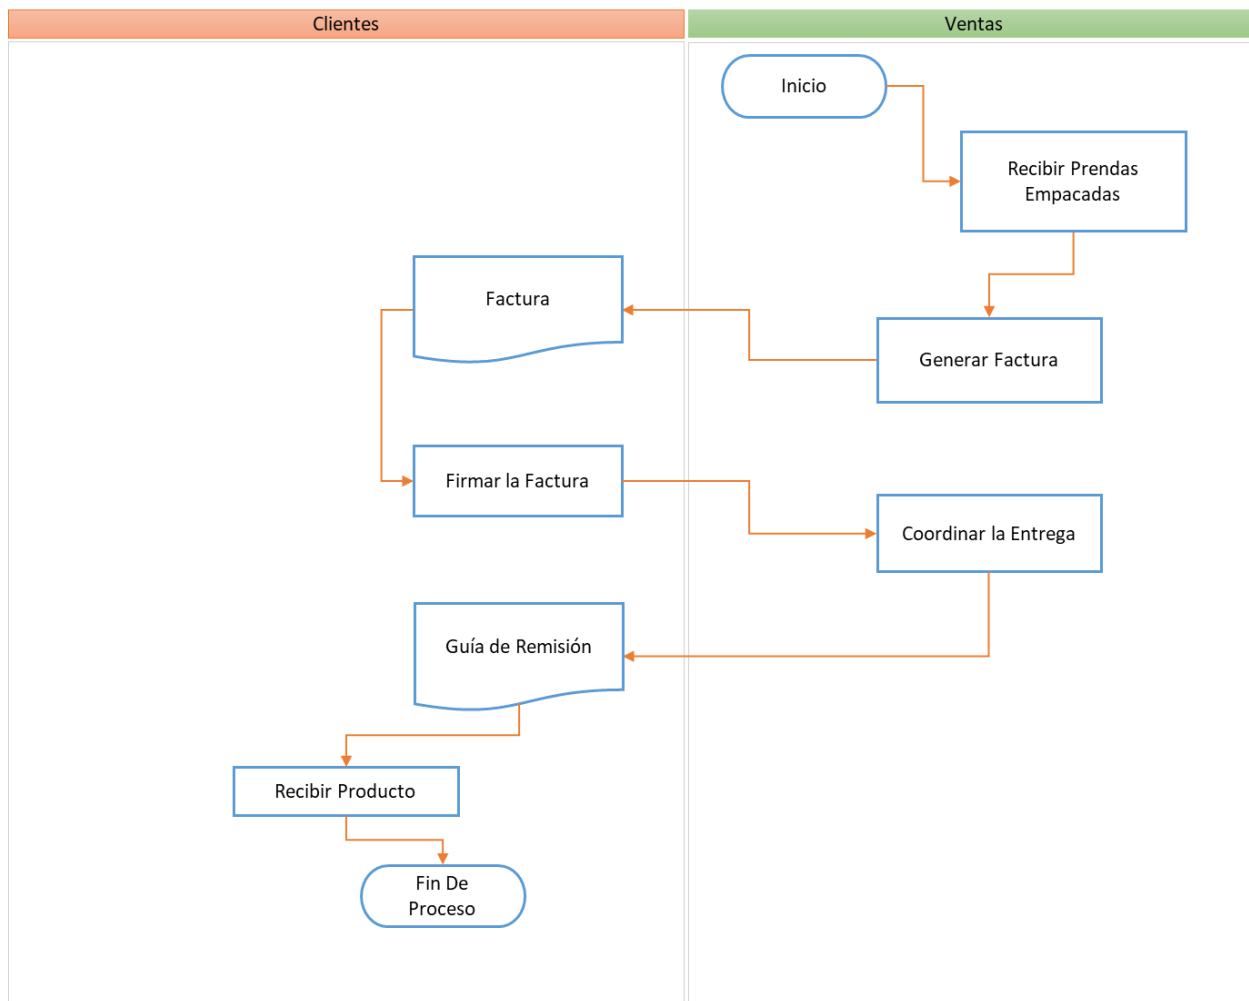 Clientes
Ventas
Inicio
Recibir Prendas
Empacadas
Factura
Generar Factura
Firmar la Factura
Coordinar la Entrega
Guía de Remisión
Recibir Producto
Fin De
Proceso